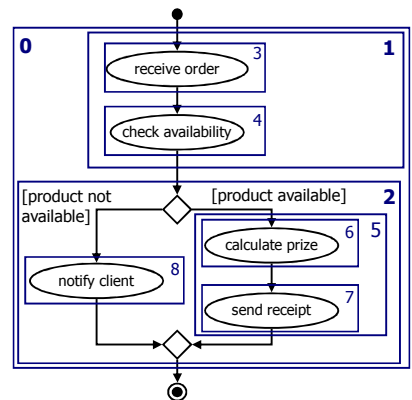 0
1
3
receive order
4
check availability
2
[product not
available]
[product available]
5
6
calculate prize
8
notify client
7
send receipt